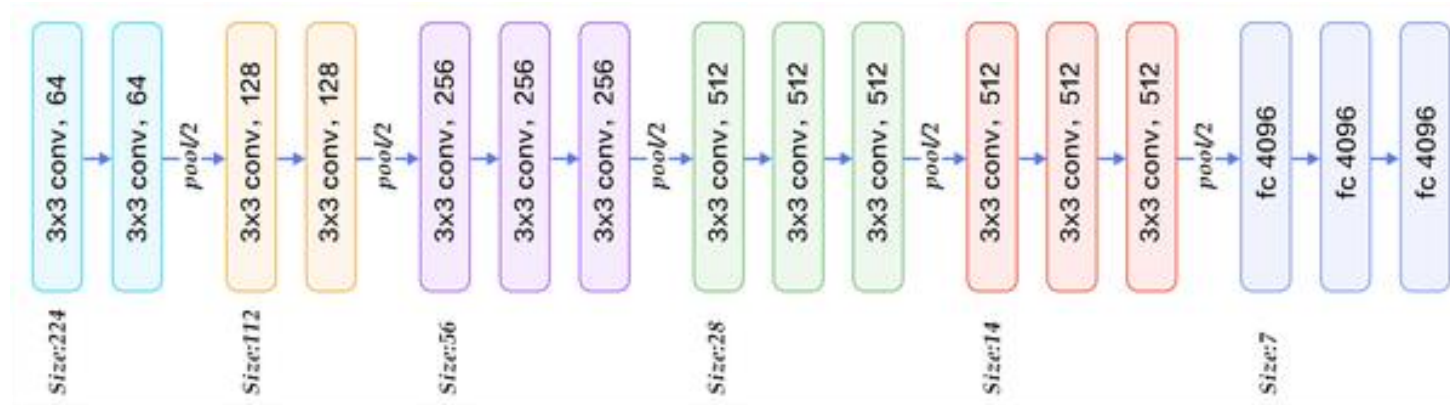 3x3 conv, 64
3x3 conv, 64
pool/2
3x3 conv, 128
3x3 conv, 128
pool/2
3x3 conv, 256
3x3 conv, 256
3x3 conv, 256
pool/2
3x3 conv, 512
3x3 conv, 512
3x3 conv, 512
pool/2
3x3 conv, 512
3x3 conv, 512
3x3 conv, 512
pool/2
fc 4096
fc 4096
fc 4096
Size:224
Size:112
Size:56
Size:28
Size:14
Size:7